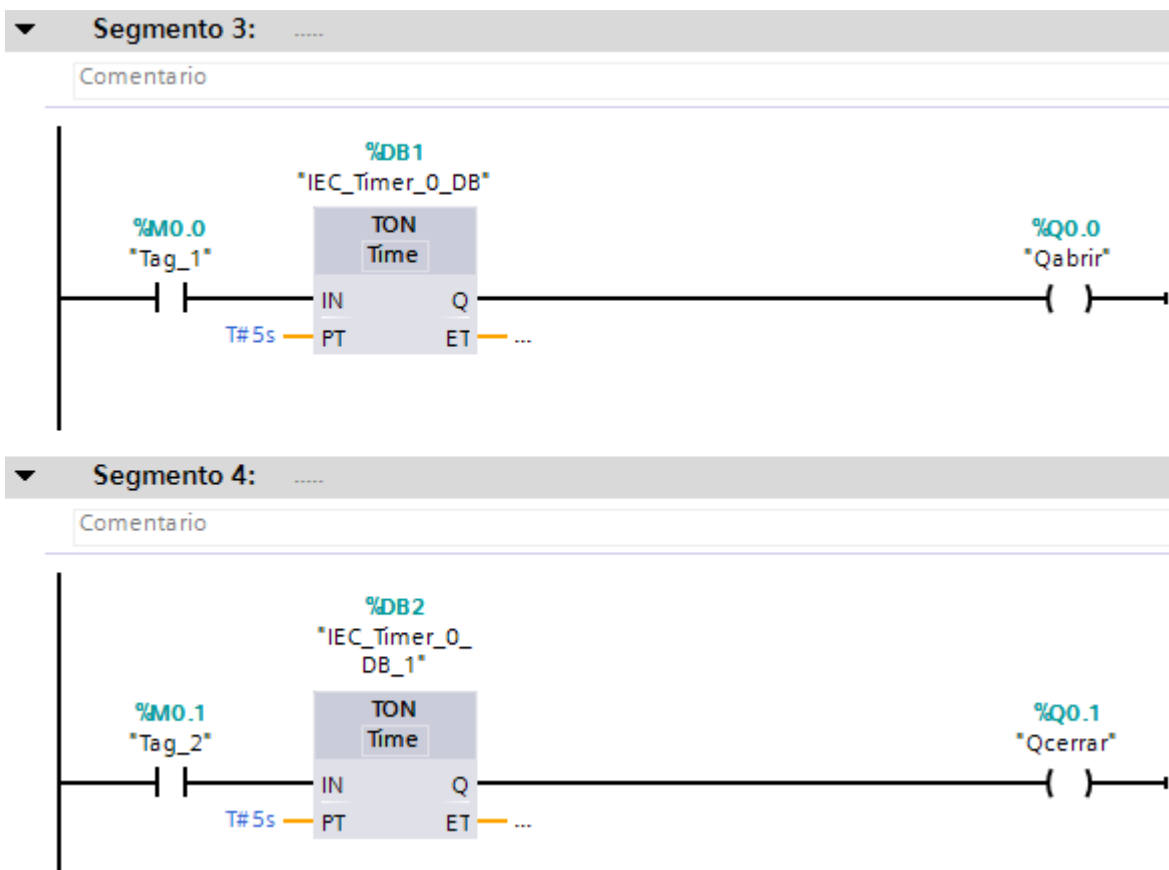 Segmento 3: .....
Comentario
%DB1
"IEC_Timer_0_DB"
%M0.0
"Tag_1"
TON
Time
%Q0.0
"Qabrir"
IN Q
T#5s PT ET ...
Segmento 4: .....
Comentario
%DB2
"IEC_Timer_0_
DB_1"
%M0.1
"Tag_2"
TON
Time
%Q0.1
"Qcerrar"
IN Q
T#5s PT ET ...